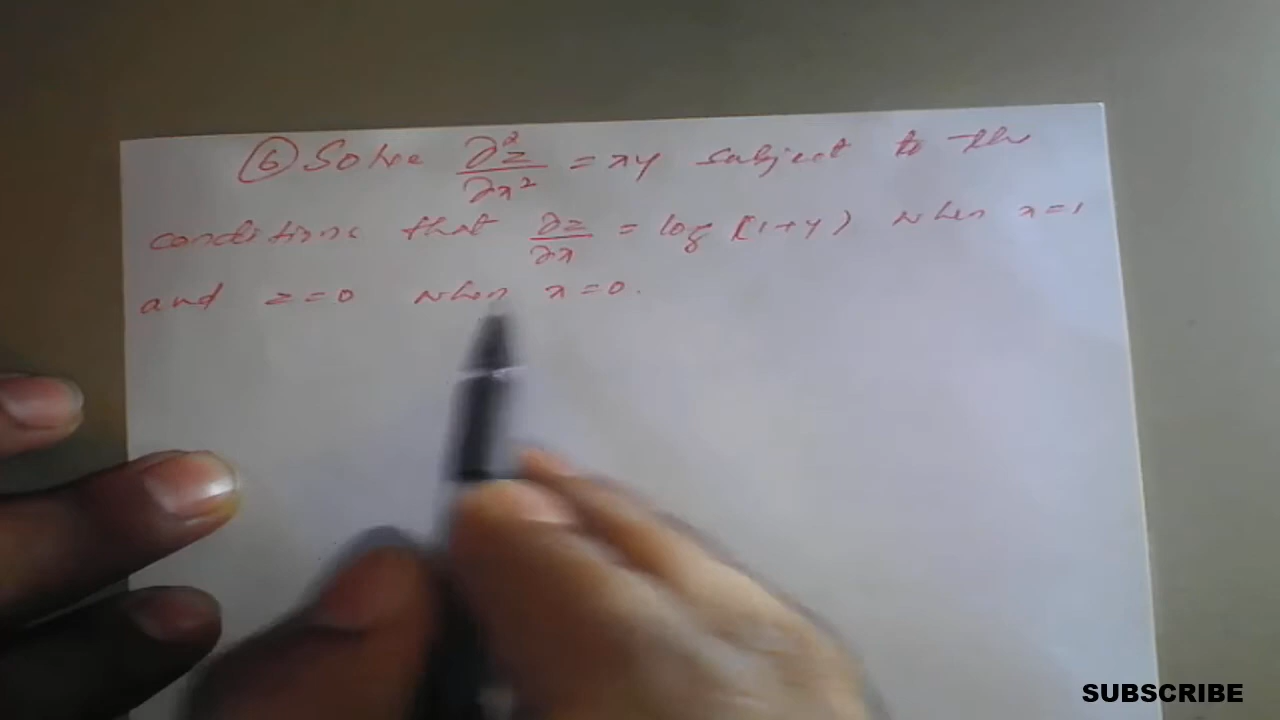 ⑥ Solve ∂²z/∂x² = xy subject to the
conditions that ∂z/∂x = log (1+y) when x=1
and z=0 when x=0.
SUBSCRIBE